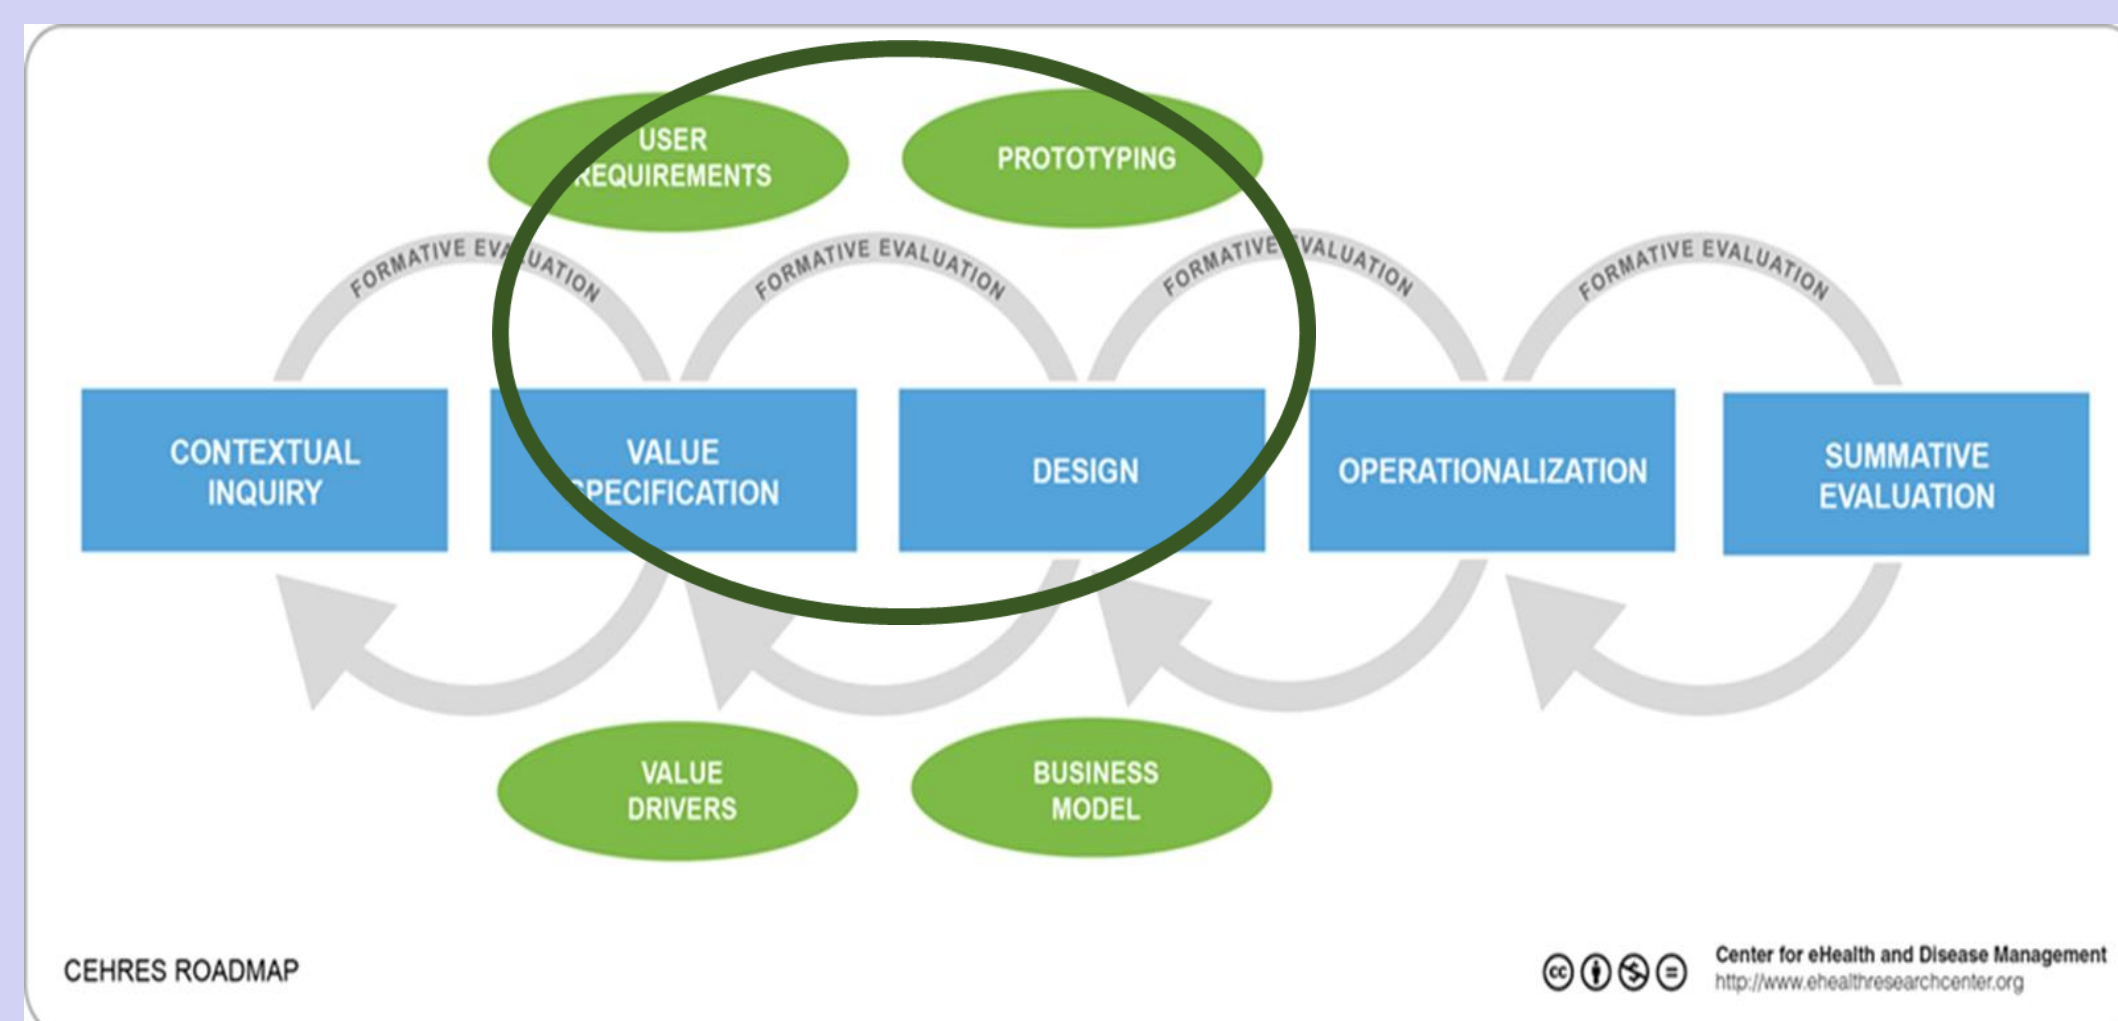 USER
REQUIREMENTS
PROTOTYPING
FORMATIVE EVALUATION
FORMATIVE EVALUATION
FORMATIVE EVALUATION
FORMATIVE EVALUATION
CONTEXTUAL
INQUIRY
VALUE
SPECIFICATION
DESIGN
OPERATIONALIZATION
SUMMATIVE
EVALUATION
VALUE
DRIVERS
BUSINESS
MODEL
CEHRES ROADMAP
cc
Center for eHealth and Disease Management
http://www.ehealthresearchcenter.org